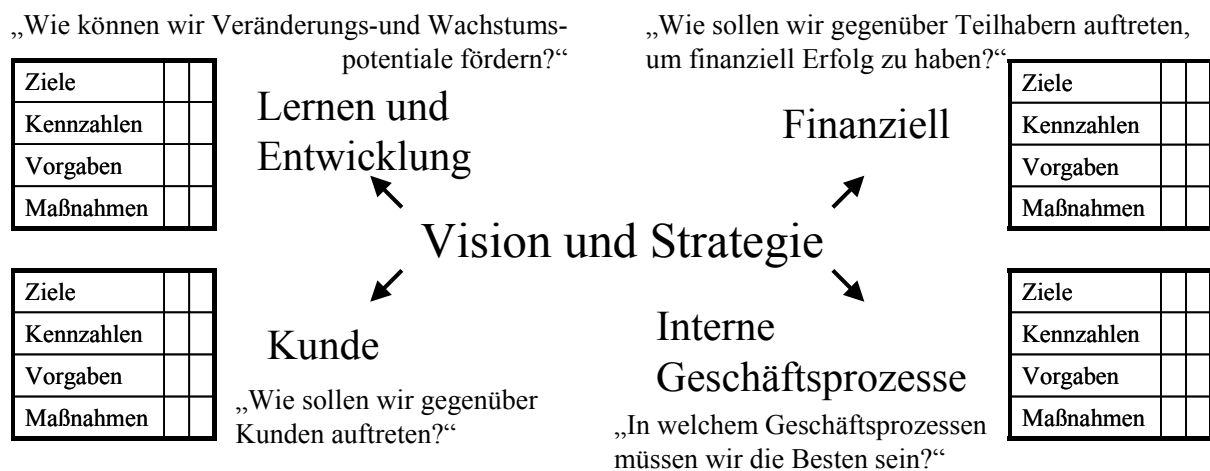 „Wie können wir Veränderungs-und Wachstums-
potentiale fördern?“
„Wie sollen wir gegenüber Teilhabern auftreten,
um finanziell Erfolg zu haben?“
Ziele
Kennzahlen
Vorgaben
Maßnahmen
Lernen und
Entwicklung
Finanziell
Ziele
Kennzahlen
Vorgaben
Maßnahmen
Vision und Strategie
Ziele
Kennzahlen
Vorgaben
Maßnahmen
Kunde
„Wie sollen wir gegenüber
Kunden auftreten?“
Interne
Geschäftsprozesse
„In welchem Geschäftsprozessen
müssen wir die Besten sein?“
Ziele
Kennzahlen
Vorgaben
Maßnahmen